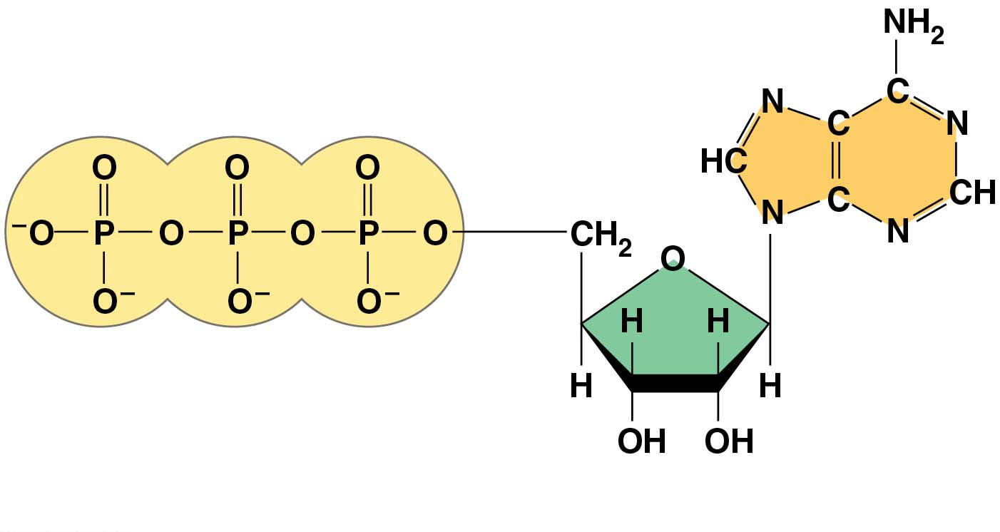 NH₂
N C C N
HC CH
N C N
O O O
⁻O P O P O P O CH₂
O
O⁻ O⁻ O⁻
H H
H H
OH OH